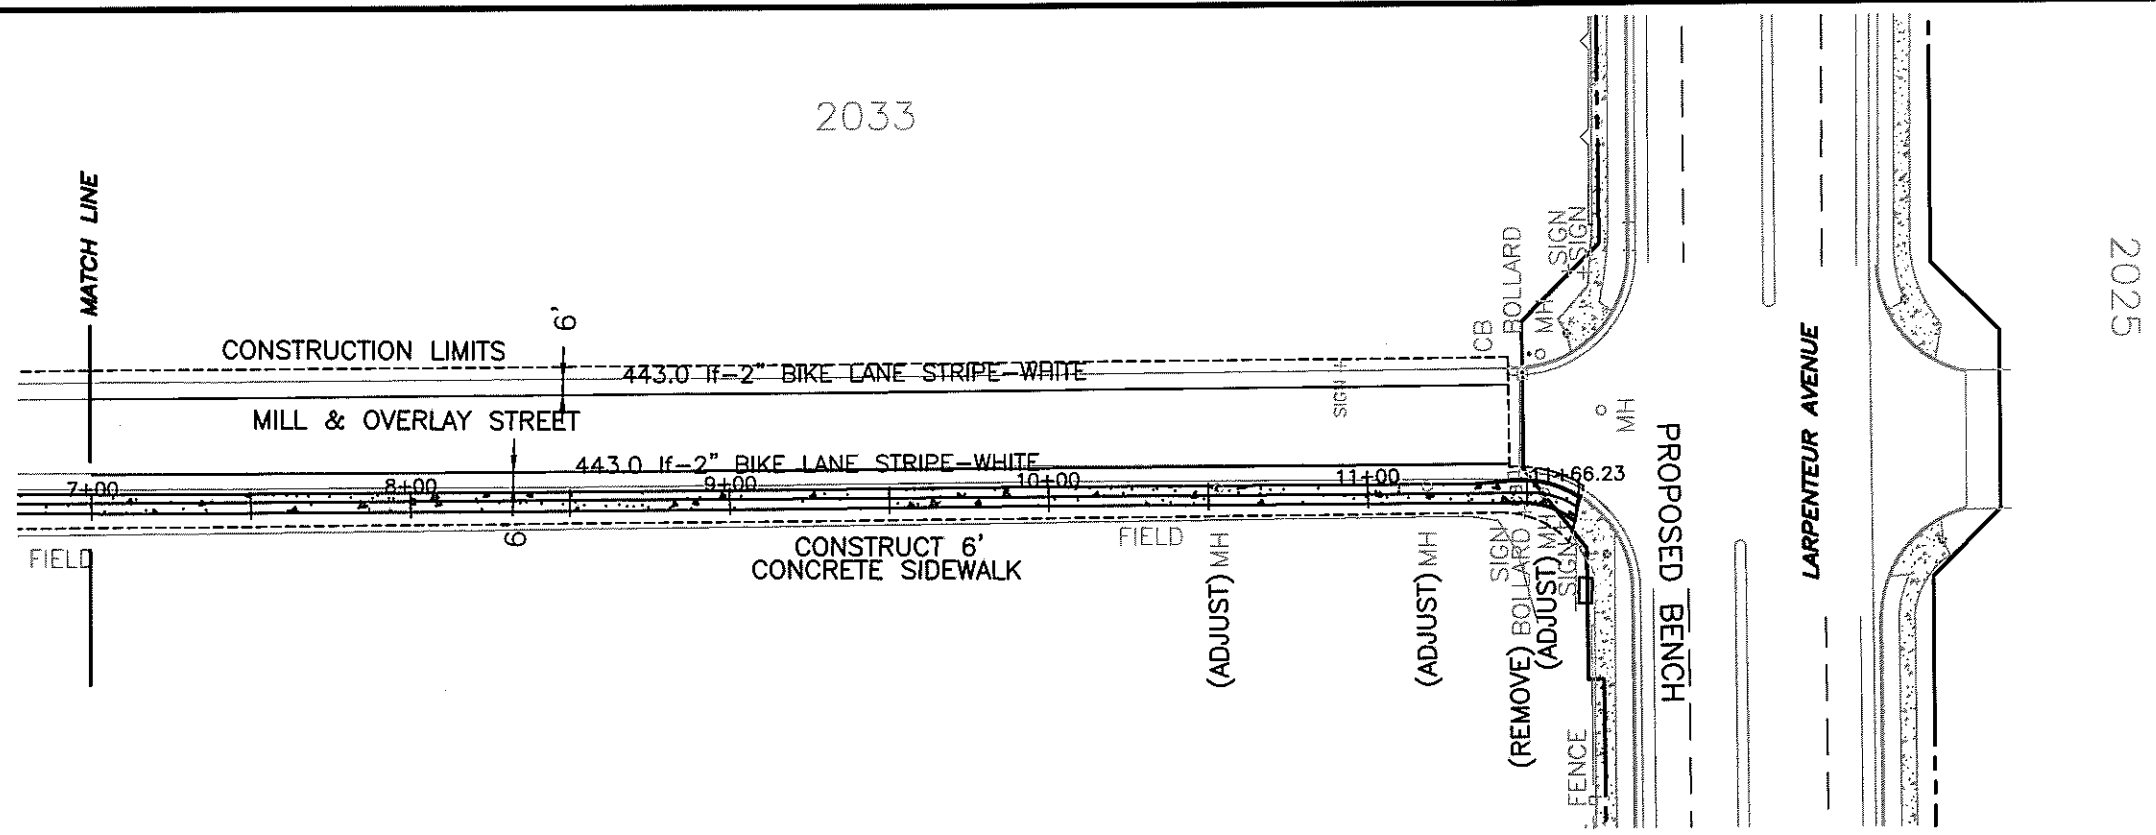 2033
MATCH LINE
6'
CONSTRUCTION LIMITS
443.0 lf-2" BIKE LANE STRIPE-WHITE
MILL & OVERLAY STREET
443.0 lf-2" BIKE LANE STRIPE-WHITE
7+00
8+00
9+00
10+00
11+00
11+66.23
FIELD
6'
CONSTRUCT 6'
CONCRETE SIDEWALK
FIELD
(ADJUST) MH
(ADJUST) MH
SIGN
(REMOVE) BOLLARD
(ADJUST) MH
SIGN
FENCE
SIGN
CB
BOLLARD
MH
SIGN
SIGN
MH
PROPOSED BENCH
LARPENTEUR AVENUE
2025